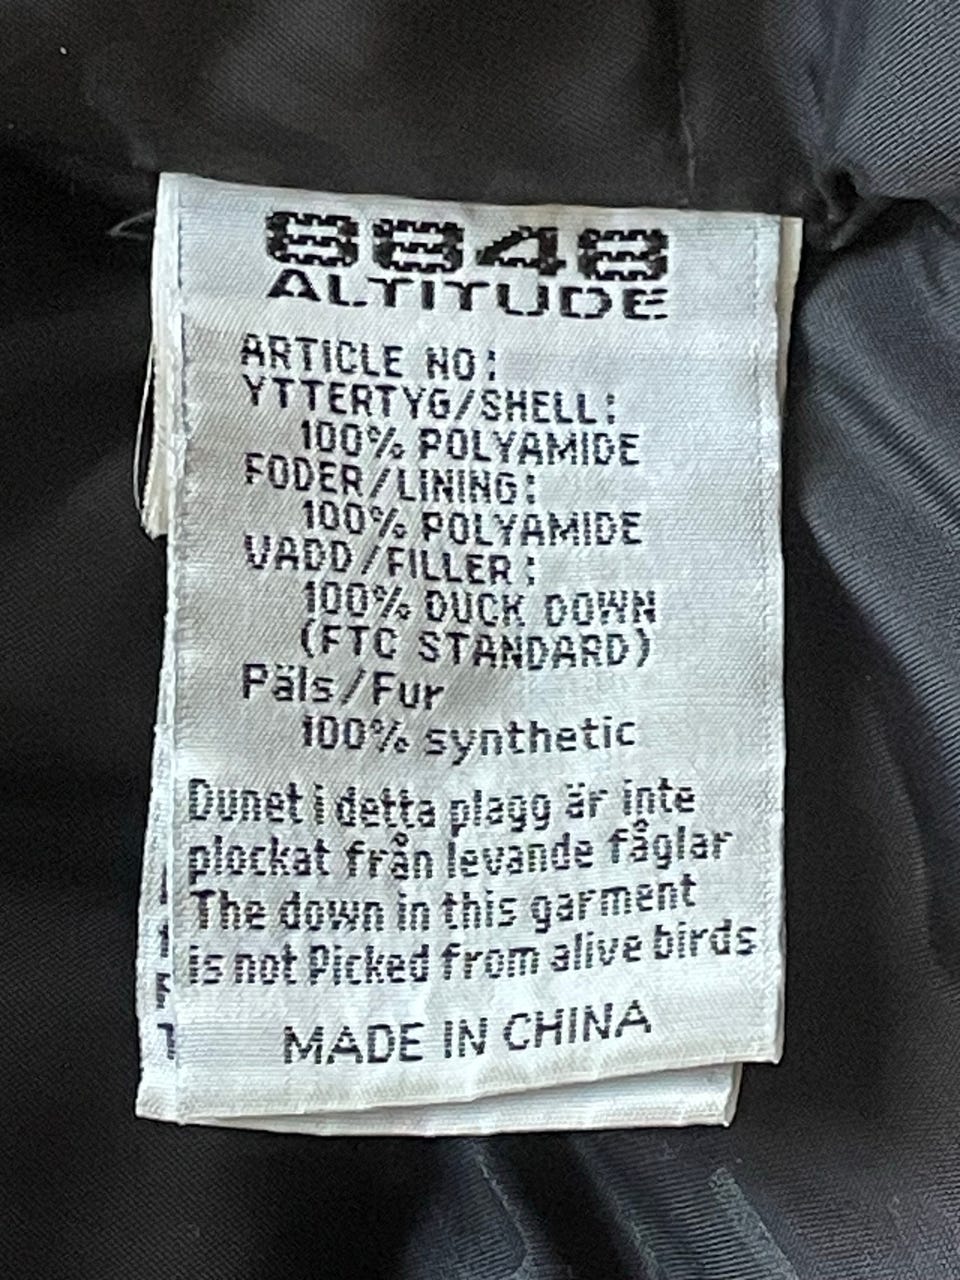 8848
ALTITUDE
ARTICLE NO:
YTTERTYG/SHELL:
100% POLYAMIDE
FODER/LINING:
100% POLYAMIDE
VADD/FILLER:
100% DUCK DOWN
(FTC STANDARD)
Päls/Fur
100% synthetic
Dunet i detta plagg är inte
plockat från levande fåglar
The down in this garment
is not Picked from alive birds
MADE IN CHINA